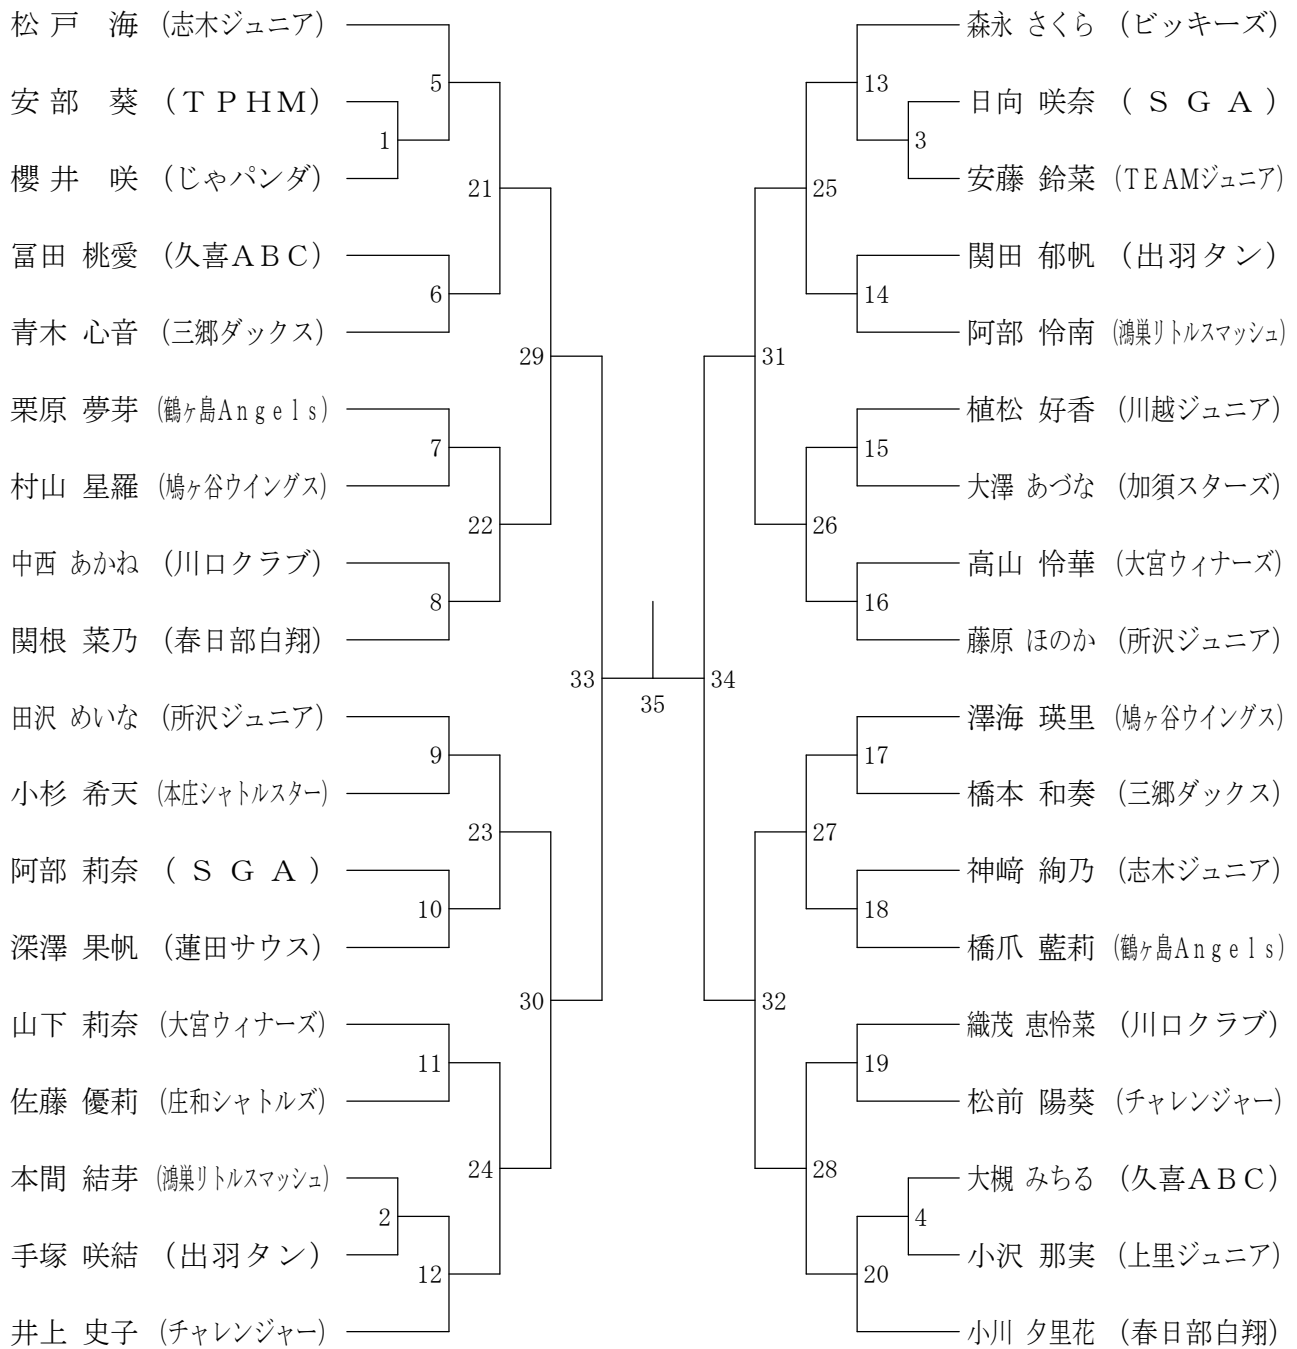 松戸 海 (志木ジュニア)
安部 葵 (TPHM)
櫻井 咲 (じゃパンダ)
冨田 桃愛 (久喜ABC)
青木 心音 (三郷ダックス)
栗原 夢芽 (鶴ヶ島Angels)
村山 星羅 (鳩ヶ谷ウイングス)
中西 あかね (川口クラブ)
関根 菜乃 (春日部白翔)
田沢 めいな (所沢ジュニア)
小杉 希天 (本庄シャトルスター)
阿部 莉奈 (SGA)
深澤 果帆 (蓮田サウス)
山下 莉奈 (大宮ウィナーズ)
佐藤 優莉 (庄和シャトルズ)
本間 結芽 (鴻巣リトルスマッシュ)
手塚 咲結 (出羽タン)
井上 史子 (チャレンジャー)
1
2
5
6
7
8
9
10
11
12
21
22
23
24
29
30
33
35
34
31
32
25
26
27
28
13
14
15
16
17
18
19
20
3
4
森永 さくら (ビッキーズ)
日向 咲奈 (SGA)
安藤 鈴菜 (TEAMジュニア)
関田 郁帆 (出羽タン)
阿部 怜南 (鴻巣リトルスマッシュ)
植松 好香 (川越ジュニア)
大澤 あづな (加須スターズ)
高山 怜華 (大宮ウィナーズ)
藤原 ほのか (所沢ジュニア)
澤海 瑛里 (鳩ヶ谷ウイングス)
橋本 和奏 (三郷ダックス)
神﨑 絢乃 (志木ジュニア)
橋爪 藍莉 (鶴ヶ島Angels)
織茂 恵怜菜 (川口クラブ)
松前 陽葵 (チャレンジャー)
大槻 みちる (久喜ABC)
小沢 那実 (上里ジュニア)
小川 夕里花 (春日部白翔)